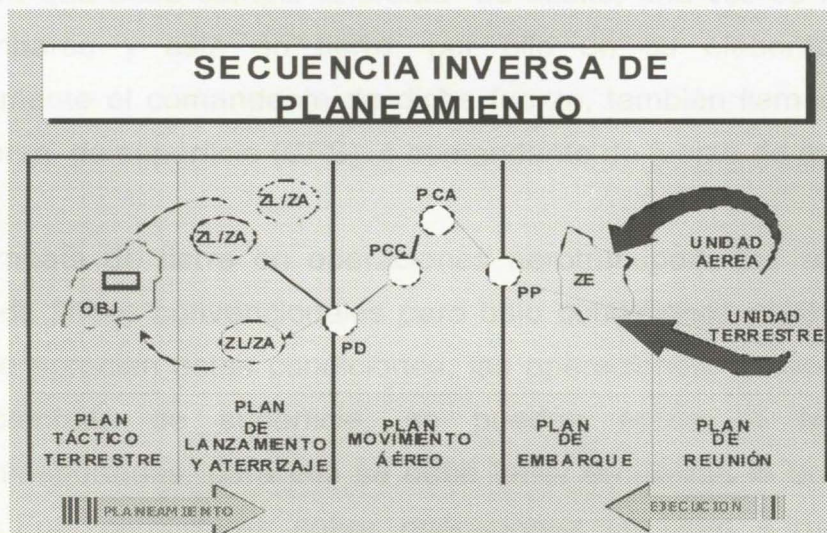 SECUENCIA INVERSA DE
PLANEAMIENTO
ZL/ZA
PCA
ZL/ZA
UNIDAD
AEREA
PCC
ZE
OBJ
PP
UNIDAD
TERRESTRE
ZL/ZA
PD
PLAN
TÁCTICO
TERRESTRE
PLAN
DE
LANZAMIENTO
Y ATERRIZAJE
PLAN
MOVIMIENTO
ÁÉREO
PLAN
DE
EMBARQUE
PLAN
DE
REUNIÓN
PLANEAMIENTO
EJECUCION